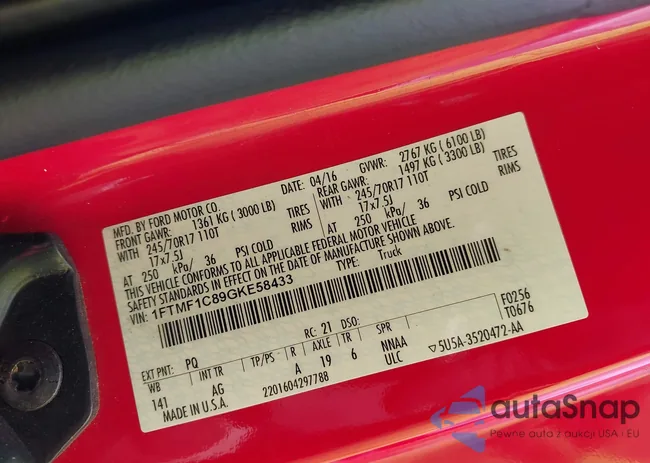 MFD. BY FORD MOTOR CO.
DATE: 04/16 GVWR: 2767 KG (6100 LB)
FRONT GAWR: 1361 KG (3000 LB) REAR GAWR: 1497 KG (3300 LB)
WITH 245/70R17 110T TIRES WITH 245/70R17 110T TIRES
17x7.5J RIMS 17x7.5J RIMS
AT 250 kPa/ 36 PSI COLD AT 250 kPa/ 36 PSI COLD
THIS VEHICLE CONFORMS TO ALL APPLICABLE FEDERAL MOTOR VEHICLE
SAFETY STANDARDS IN EFFECT ON THE DATE OF MANUFACTURE SHOWN ABOVE.
VIN: 1FTMF1C89GKE58433 TYPE: Truck
F0256
T0676
EXT PNT: PQ RC: 21 DSO:
WB INT TR TP/PS R AXLE TR SPR
141 AG A 19 6 NNAA
ULC ▽5U5A-3520472-AA
MADE IN U.S.A. 2201604297788
autaSnap
Pewne auta z aukcji USA i EU